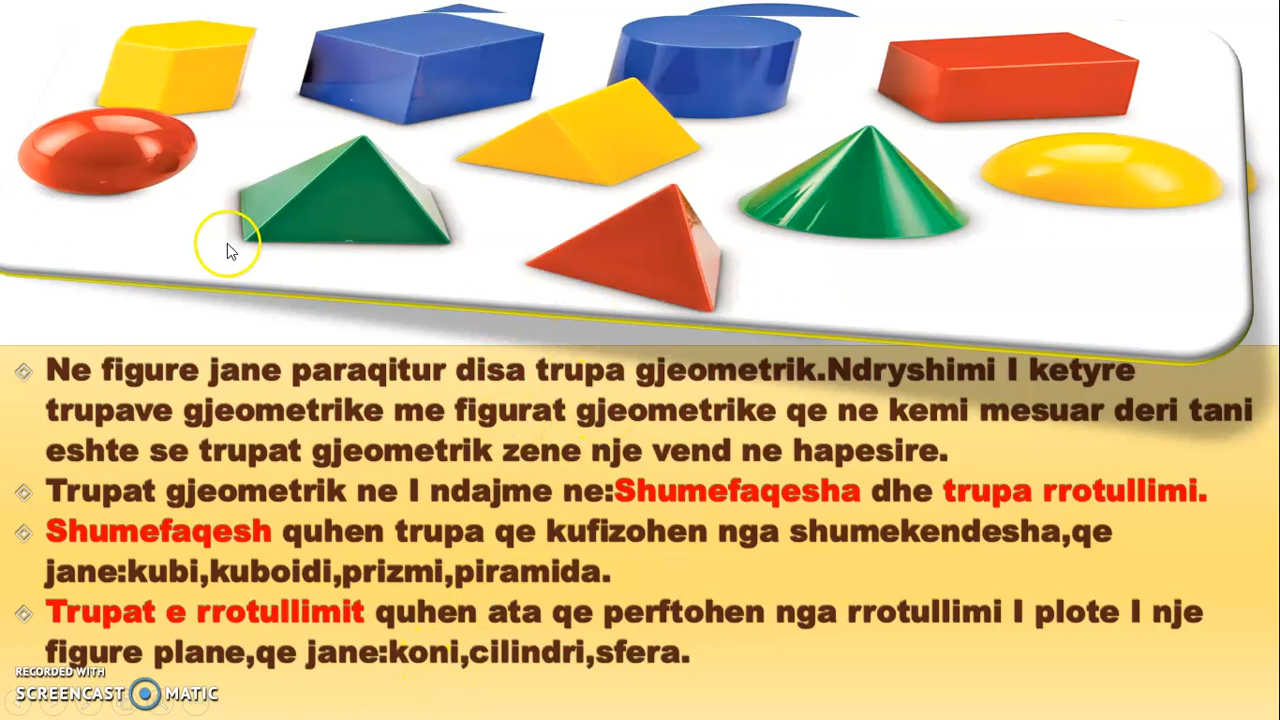 Ne figure jane paraqitur disa trupa gjeometrik.Ndryshimi I ketyre
trupave gjeometrike me figurat gjeometrike qe ne kemi mesuar deri tani
eshte se trupat gjeometrik zene nje vend ne hapesire.
Trupat gjeometrik ne I ndajme ne:Shumefaqesha dhe trupa rrotullimi.
Shumefaqesh quhen trupa qe kufizohen nga shumekendesha,qe
jane:kubi,kuboidi,prizmi,piramida.
Trupat e rrotullimit quhen ata qe perftohen nga rrotullimi I plote I nje
figure plane,qe jane:koni,cilindri,sfera.
RECORDED WITH
SCREENCAST MATIC